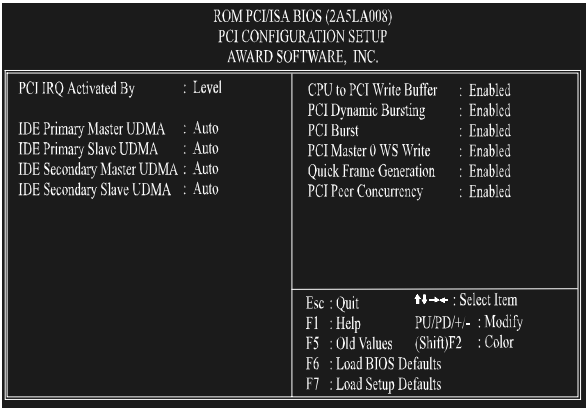 ROM PCI/ISA BIOS (2A5LA008)
PCI CONFIGURATION SETUP
AWARD SOFTWARE, INC.
PCI IRQ Activated By : Level
IDE Primary Master UDMA : Auto
IDE Primary Slave UDMA : Auto
IDE Secondary Master UDMA : Auto
IDE Secondary Slave UDMA : Auto
CPU to PCI Write Buffer : Enabled
PCI Dynamic Bursting : Enabled
PCI Burst : Enabled
PCI Master 0 WS Write : Enabled
Quick Frame Generation : Enabled
PCI Peer Concurrency : Enabled
Esc : Quit ↑↓→← : Select Item
F1 : Help PU/PD/+/- : Modify
F5 : Old Values (Shift)F2 : Color
F6 : Load BIOS Defaults
F7 : Load Setup Defaults